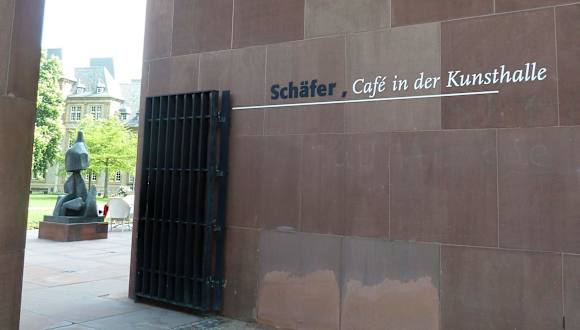 Schäfer, Café in der Kunsthalle